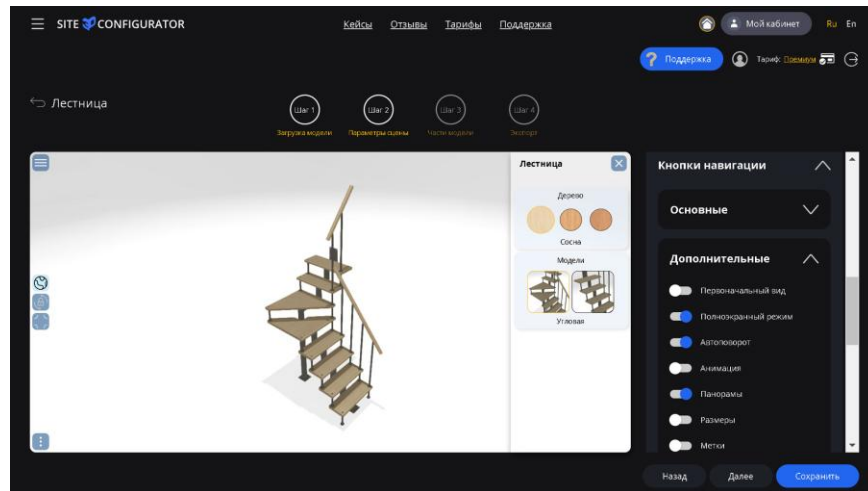 SITE CONFIGURATOR
Кейсы Отзывы Тарифы Поддержка
Мой кабинет
Ru En
? Поддержка
Тариф: Премиум
Лестница
Шаг 1 Шаг 2 Шаг 3 Шаг 4
Загрузка модели Параметры сцены Части модели Экспорт
Лестница
Дерево
Сосна
Модели
Угловая
Кнопки навигации
Основные
Дополнительные
Первоначальный вид
Полноэкранный режим
Автоповорот
Анимация
Панорамы
Размеры
Метки
Назад Далее Сохранить